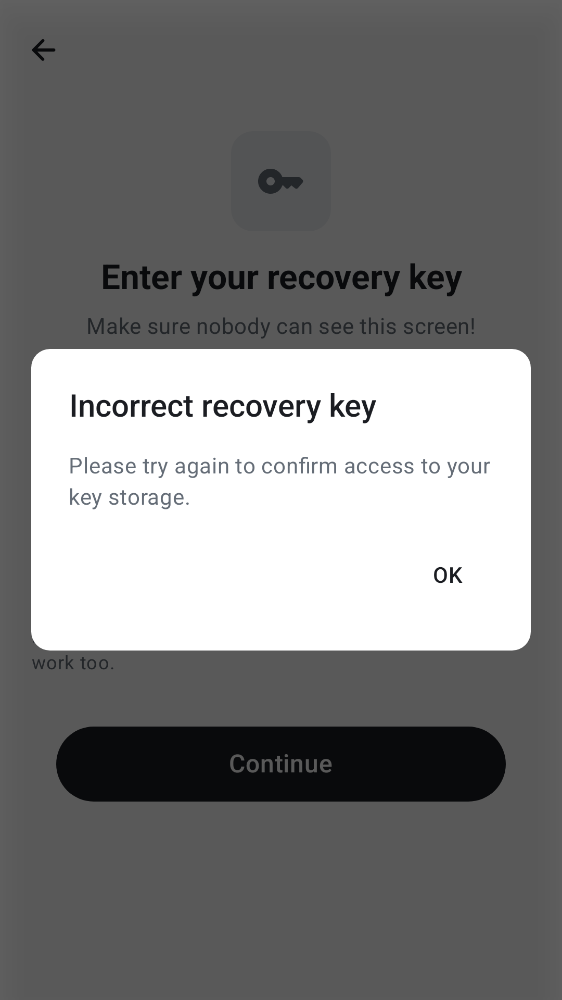 Enter your recovery key
Make sure nobody can see this screen!
Incorrect recovery key
Please try again to confirm access to your
key storage.
OK
work too.
Continue